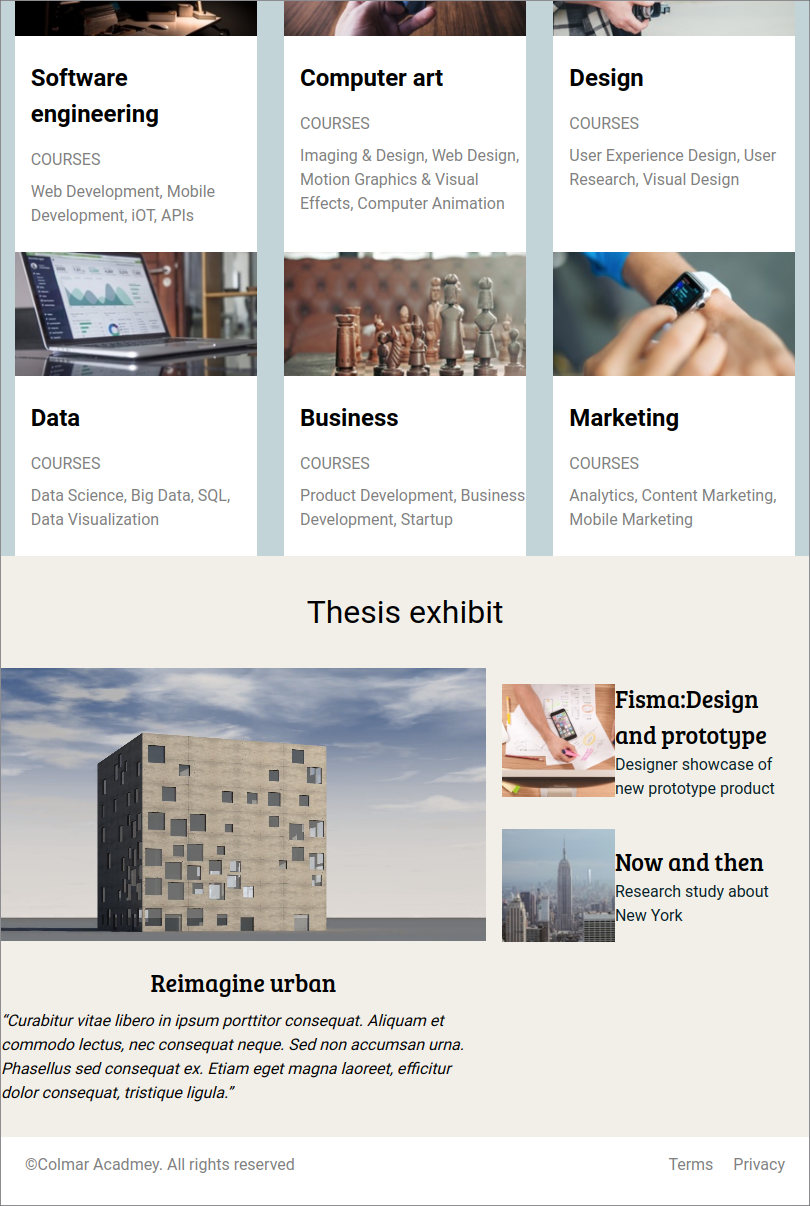 Software
engineering
COURSES
Web Development, Mobile
Development, iOT, APIs
Computer art
COURSES
Imaging & Design, Web Design,
Motion Graphics & Visual
Effects, Computer Animation
Design
COURSES
User Experience Design, User
Research, Visual Design
Data
COURSES
Data Science, Big Data, SQL,
Data Visualization
Business
COURSES
Product Development, Business
Development, Startup
Marketing
COURSES
Analytics, Content Marketing,
Mobile Marketing
Thesis exhibit
Reimagine urban
“Curabitur vitae libero in ipsum porttitor consequat. Aliquam et
commodo lectus, nec consequat neque. Sed non accumsan urna.
Phasellus sed consequat ex. Etiam eget magna laoreet, efficitur
dolor consequat, tristique ligula.”
Fisma:Design
and prototype
Designer showcase of
new prototype product
Now and then
Research study about
New York
©Colmar Acadmey. All rights reserved
Terms Privacy